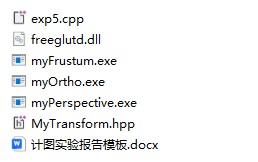 exp5.cpp
freeglutd.dll
myFrustum.exe
myOrtho.exe
myPerspective.exe
MyTransform.hpp
计图实验报告模板.docx